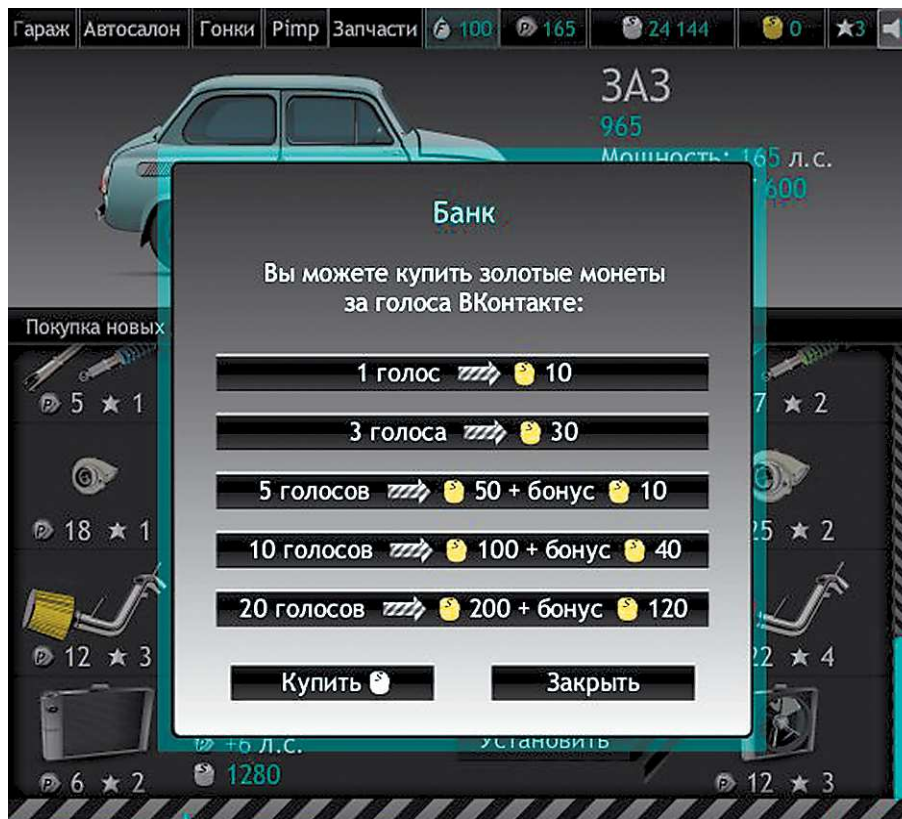 Гараж Автосалон Гонки Pimp Запчасти 100 165 24 144 0 3
ЗАЗ
965
Мощность: 165 л.с.
600
Банк
Вы можете купить золотые монеты
за голоса ВКонтакте:
Покупка новых
1 голос 10
5 1
7 2
3 голоса 30
5 голосов 50 + бонус 10
18 1
25 2
10 голосов 100 + бонус 40
20 голосов 200 + бонус 120
12 3
22 4
Купить Закрыть
+6 л.с. Установить
6 2 1280 12 3